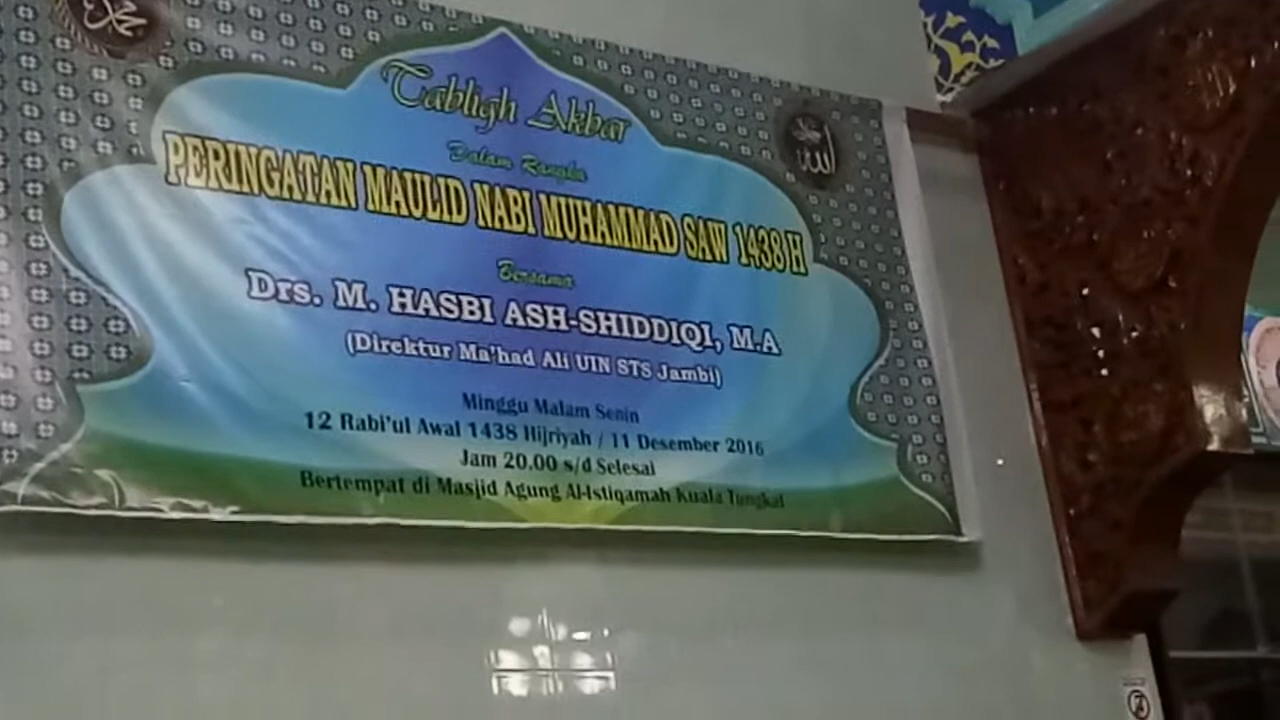 محمد
الله
Tabligh Akbar
Dalam Rangka
PERINGATAN MAULID NABI MUHAMMAD SAW 1438 H
Bersama
Drs. M. HASBI ASH-SHIDDIQI, M.A
(Direktur Ma'had Ali UIN STS Jambi)
Minggu Malam Senin
12 Rabi'ul Awal 1438 Hijriyah / 11 Desember 2016
Jam 20.00 s/d Selesai
Bertempat di Masjid Agung Al-Istiqamah Kuala Tungkal